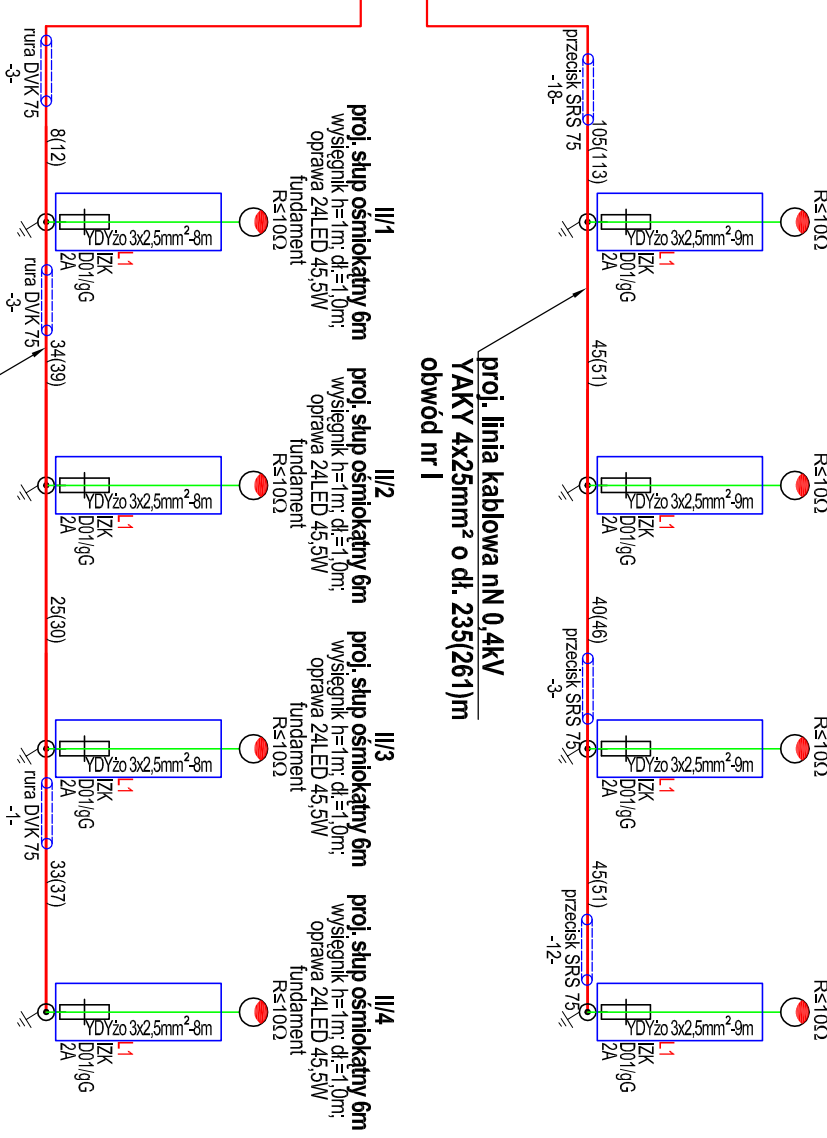 R≤10Ω
R≤10Ω
R≤10Ω
R≤10Ω
przecisk SRS 75
-18-
105(113)
YDYżo 3x2,5mm²-9m
L1
IZK
D01/gG
2A
45(51)
YDYżo 3x2,5mm²-9m
L1
IZK
D01/gG
2A
40(46)
przecisk SRS 75
-3-
YDYżo 3x2,5mm²-9m
L1
IZK
D01/gG
2A
45(51)
przecisk SRS 75
-12-
YDYżo 3x2,5mm²-9m
L1
IZK
D01/gG
2A
proj. linia kablowa nN 0,4kV
YAKY 4x25mm² o dł. 235(261)m
obwód nr I
II/1
proj. słup ośmiokątny 6m
wysięgnik h=1m; dł.=1,0m;
oprawa 24LED 45,5W
fundament
R≤10Ω
II/2
proj. słup ośmiokątny 6m
wysięgnik h=1m; dł.=1,0m;
oprawa 24LED 45,5W
fundament
R≤10Ω
II/3
proj. słup ośmiokątny 6m
wysięgnik h=1m; dł.=1,0m;
oprawa 24LED 45,5W
fundament
R≤10Ω
II/4
proj. słup ośmiokątny 6m
wysięgnik h=1m; dł.=1,0m;
oprawa 24LED 45,5W
fundament
R≤10Ω
rura DVK 75
-3-
8(12)
YDYżo 3x2,5mm²-8m
L1
IZK
D01/gG
2A
rura DVK 75
-3-
34(39)
YDYżo 3x2,5mm²-8m
L1
IZK
D01/gG
2A
25(30)
YDYżo 3x2,5mm²-8m
L1
IZK
D01/gG
2A
rura DVK 75
-1-
33(37)
YDYżo 3x2,5mm²-8m
L1
IZK
D01/gG
2A